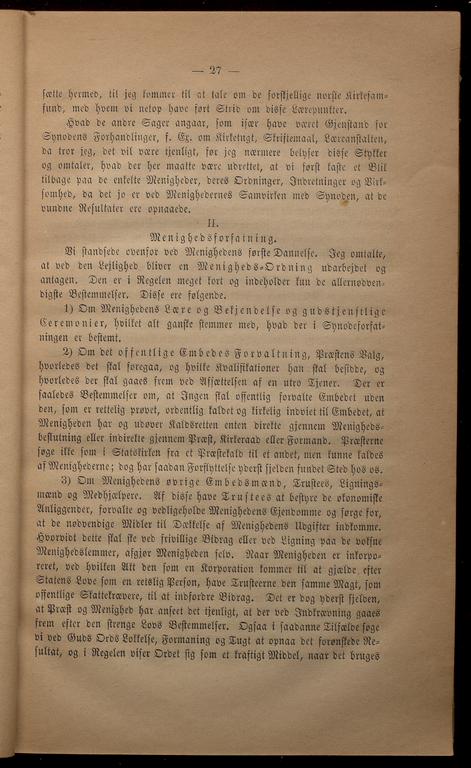 — 27 —
sætte hermed, til jeg kommer til at tale om de forskjellige norske Kirkesam-
fund, med hvem vi netop have ført Strid om disse Lærepunkter.
Hvad de andre Sager angaar, som især have været Gjenstand for
Synodens Forhandlinger, f. Ex. om Kirketugt, Skriftemaal, Læreanstalten,
da tror jeg, det vil være tjenligt, før jeg nærmere belyser disse Stykker
og omtaler, hvad der her maatte være udrettet, at vi først kaste et Blik
tilbage paa de enkelte Menigheder, deres Ordninger, Indretninger og Virk-
somhed, da det jo er ved Menighedernes Samvirken med Synoden, at de
vundne Resultater ere opnaaede.
II.
Menighedsforfatning.
Vi standsede ovenfor ved Menighedens første Dannelse. Jeg omtalte,
at ved den Leilighed bliver en Menigheds-Ordning udarbejdet og
antagen. Den er i Regelen meget kort og indeholder kun de allernødven-
digste Bestemmelser. Disse ere følgende.
1) Om Menighedens Lære og Bekjendelse og gudstjenstlige
Ceremonier, hvilket alt ganske stemmer med, hvad der i Synodeforfat-
ningen er bestemt.
2) Om det offentlige Embedes Forvaltning, Præstens Valg,
hvorledes det skal foregaa, og hvilke Kvalifikationer han skal besidde, og
hvorledes der skal gaaes frem ved Afsættelsen af en utro Tjener. Der er
saaledes Bestemmelser om, at Ingen skal offentlig forvalte Embedet uden
den, som er rettelig prøvet, ordentlig kaldet og kirkelig indviet til Embedet, at
Menigheden har og udøver Kaldsretten enten direkte gjennem Menigheds-
beslutning eller indirekte gjennem Præst, Kirkeraad eller Formand. Præsterne
søge ikke som i Statskirken fra et Præstekald til et andet, men kunne kaldes
af Menighederne; dog har saadan Forflyttelse yderst sjelden fundet Sted hos os.
3) Om Menighedens øvrige Embedsmænd, Trustees, Lignings-
mænd og Medhjælpere. Af disse have Trustees at bestyre de økonomiske
Anliggender, forvalte og vedligeholde Menighedens Ejendomme og sørge for,
at de nødvendige Midler til Dækkelse af Menighedens Udgifter indkomme.
Hvorvidt dette skal ske ved frivillige Bidrag eller ved Ligning paa de voksne
Menighedslemmer, afgjør Menigheden selv. Naar Menigheden er inkorpo-
reret, ved hvilken Akt den som en Korporation kommer til at gjælde efter
Statens Love som en retslig Person, have Trusteerne den samme Magt, som
offentlige Skattekrævere, til at indfordre Bidrag. Det er dog yderst sjelden,
at Præst og Menighed har anseet det tjenligt, at der ved Indkrævning gaaes
frem efter den strenge Lovs Bestemmelser. Ogsaa i saadanne Tilfælde søge
vi ved Guds Ords Lokkelse, Formaning og Tugt at opnaa det forønskede Re-
sultat, og i Regelen viser Ordet sig som et kraftigt Middel, naar det bruges